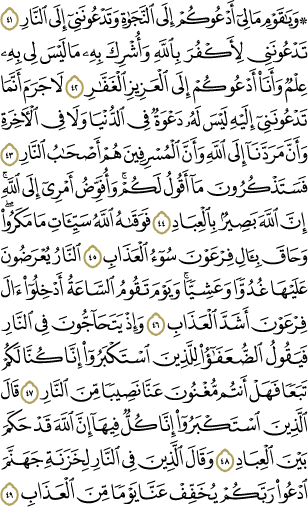 ۞ وَيَٰقَوْمِ مَا لِىٓ أَدْعُوكُمْ إِلَى ٱلنَّجَوٰةِ وَتَدْعُونَنِىٓ إِلَى ٱلنَّارِ ٤١
تَدْعُونَنِى لِأَكْفُرَ بِٱللَّهِ وَأُشْرِكَ بِهِۦ مَا لَيْسَ لِى بِهِۦ
عِلْمٌ وَأَنَا۠ أَدْعُوكُمْ إِلَى ٱلْعَزِيزِ ٱلْغَفَّٰرِ ٤٢ لَا جَرَمَ أَنَّمَا
تَدْعُونَنِىٓ إِلَيْهِ لَيْسَ لَهُۥ دَعْوَةٌ فِى ٱلدُّنْيَا وَلَا فِى ٱلْءَاخِرَةِ
وَأَنَّ مَرَدَّنَآ إِلَى ٱللَّهِ وَأَنَّ ٱلْمُسْرِفِينَ هُمْ أَصْحَٰبُ ٱلنَّارِ ٤٣
فَسَتَذْكُرُونَ مَآ أَقُولُ لَكُمْ ۚ وَأُفَوِّضُ أَمْرِىٓ إِلَى ٱللَّهِ ۚ
إِنَّ ٱللَّهَ بَصِيرٌۢ بِٱلْعِبَادِ ٤٤ فَوَقَىٰهُ ٱللَّهُ سَيِّـَٔاتِ مَا مَكَرُوا۟ ۖ
وَحَاقَ بِـَٔالِ فِرْعَوْنَ سُوٓءُ ٱلْعَذَابِ ٤٥ ٱلنَّارُ يُعْرَضُونَ
عَلَيْهَا غُدُوًّا وَعَشِيًّا ۖ وَيَوْمَ تَقُومُ ٱلسَّاعَةُ أَدْخِلُوٓا۟ ءَالَ
فِرْعَوْنَ أَشَدَّ ٱلْعَذَابِ ٤٦ وَإِذْ يَتَحَآجُّونَ فِى ٱلنَّارِ
فَيَقُولُ ٱلضُّعَفَٰٓؤُا۟ لِلَّذِينَ ٱسْتَكْبَرُوٓا۟ إِنَّا كُنَّا لَكُمْ
تَبَعًا فَهَلْ أَنتُم مُّغْنُونَ عَنَّا نَصِيبًا مِّنَ ٱلنَّارِ ٤٧ قَالَ
ٱلَّذِينَ ٱسْتَكْبَرُوٓا۟ إِنَّا كُلٌّ فِيهَآ إِنَّ ٱللَّهَ قَدْ حَكَمَ
بَيْنَ ٱلْعِبَادِ ٤٨ وَقَالَ ٱلَّذِينَ فِى ٱلنَّارِ لِخَزَنَةِ جَهَنَّمَ
ٱدْعُوا۟ رَبَّكُمْ يُخَفِّفْ عَنَّا يَوْمًا مِّنَ ٱلْعَذَابِ ٤٩